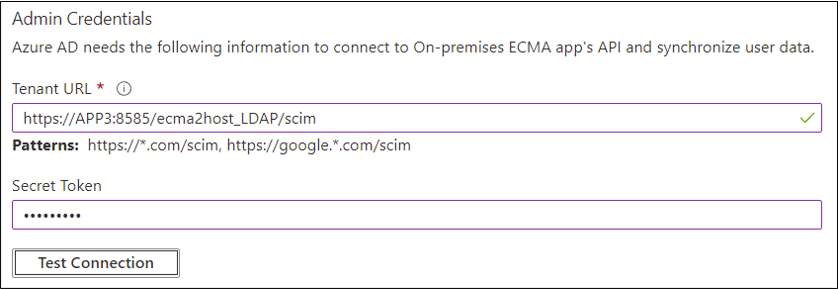 Admin Credentials
Azure AD needs the following information to connect to On-premises ECMA app's API and synchronize user data.
Tenant URL *
https://APP3:8585/ecma2host_LDAP/scim
Patterns: https://*.com/scim, https://google.*.com/scim
Secret Token
•••••••••
Test Connection